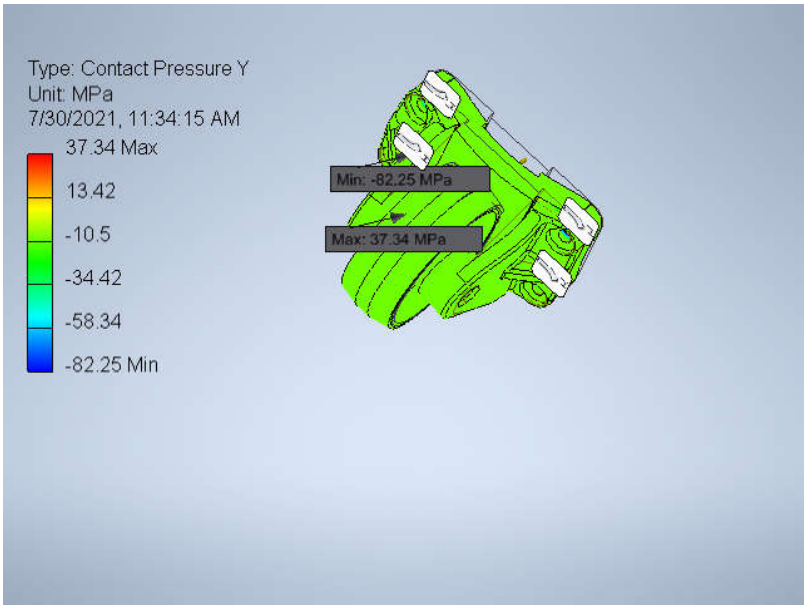 Type: Contact Pressure Y
Unit: MPa
7/30/2021, 11:34:15 AM
37.34 Max
13.42
-10.5
-34.42
-58.34
-82.25 Min
Min: -82.25 MPa
Max: 37.34 MPa